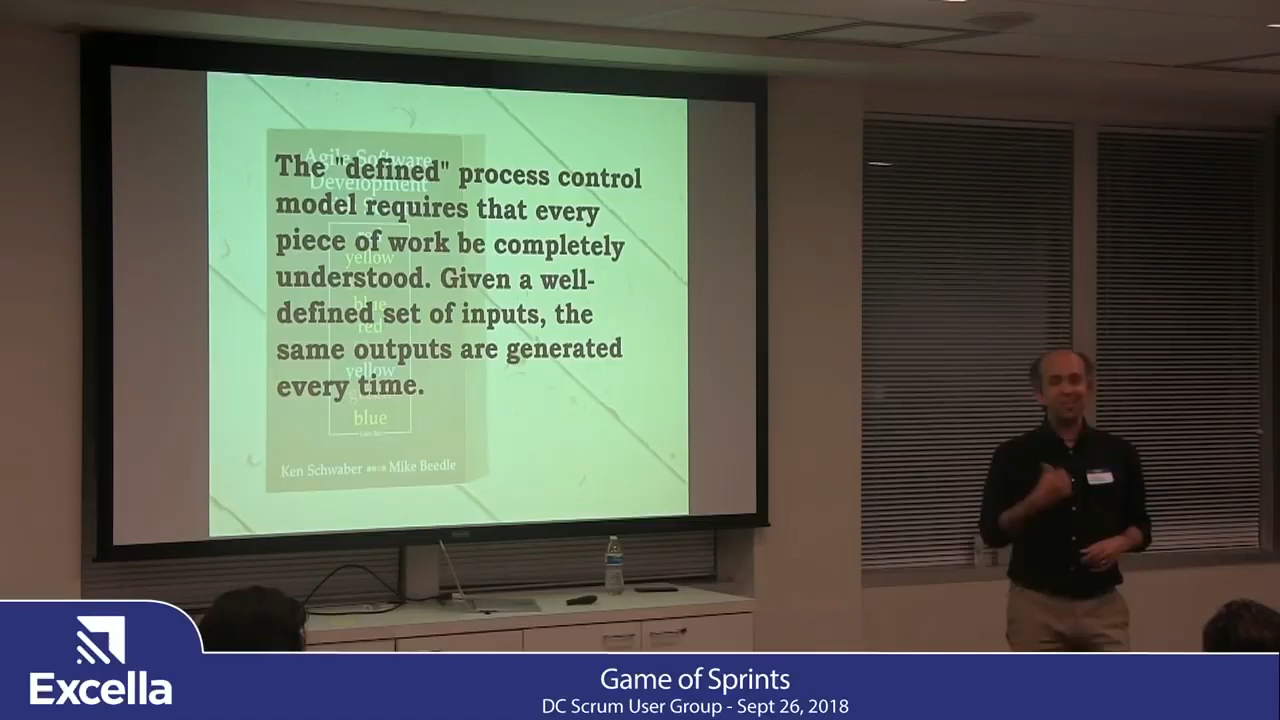 The "defined" process control
model requires that every
piece of work be completely
understood. Given a well-
defined set of inputs, the
same outputs are generated
every time.
Agile Software
Development
yellow
blue
red
yellow
blue
Ken Schwaber
Mike Beedle
Excella
Game of Sprints
DC Scrum User Group - Sept 26, 2018